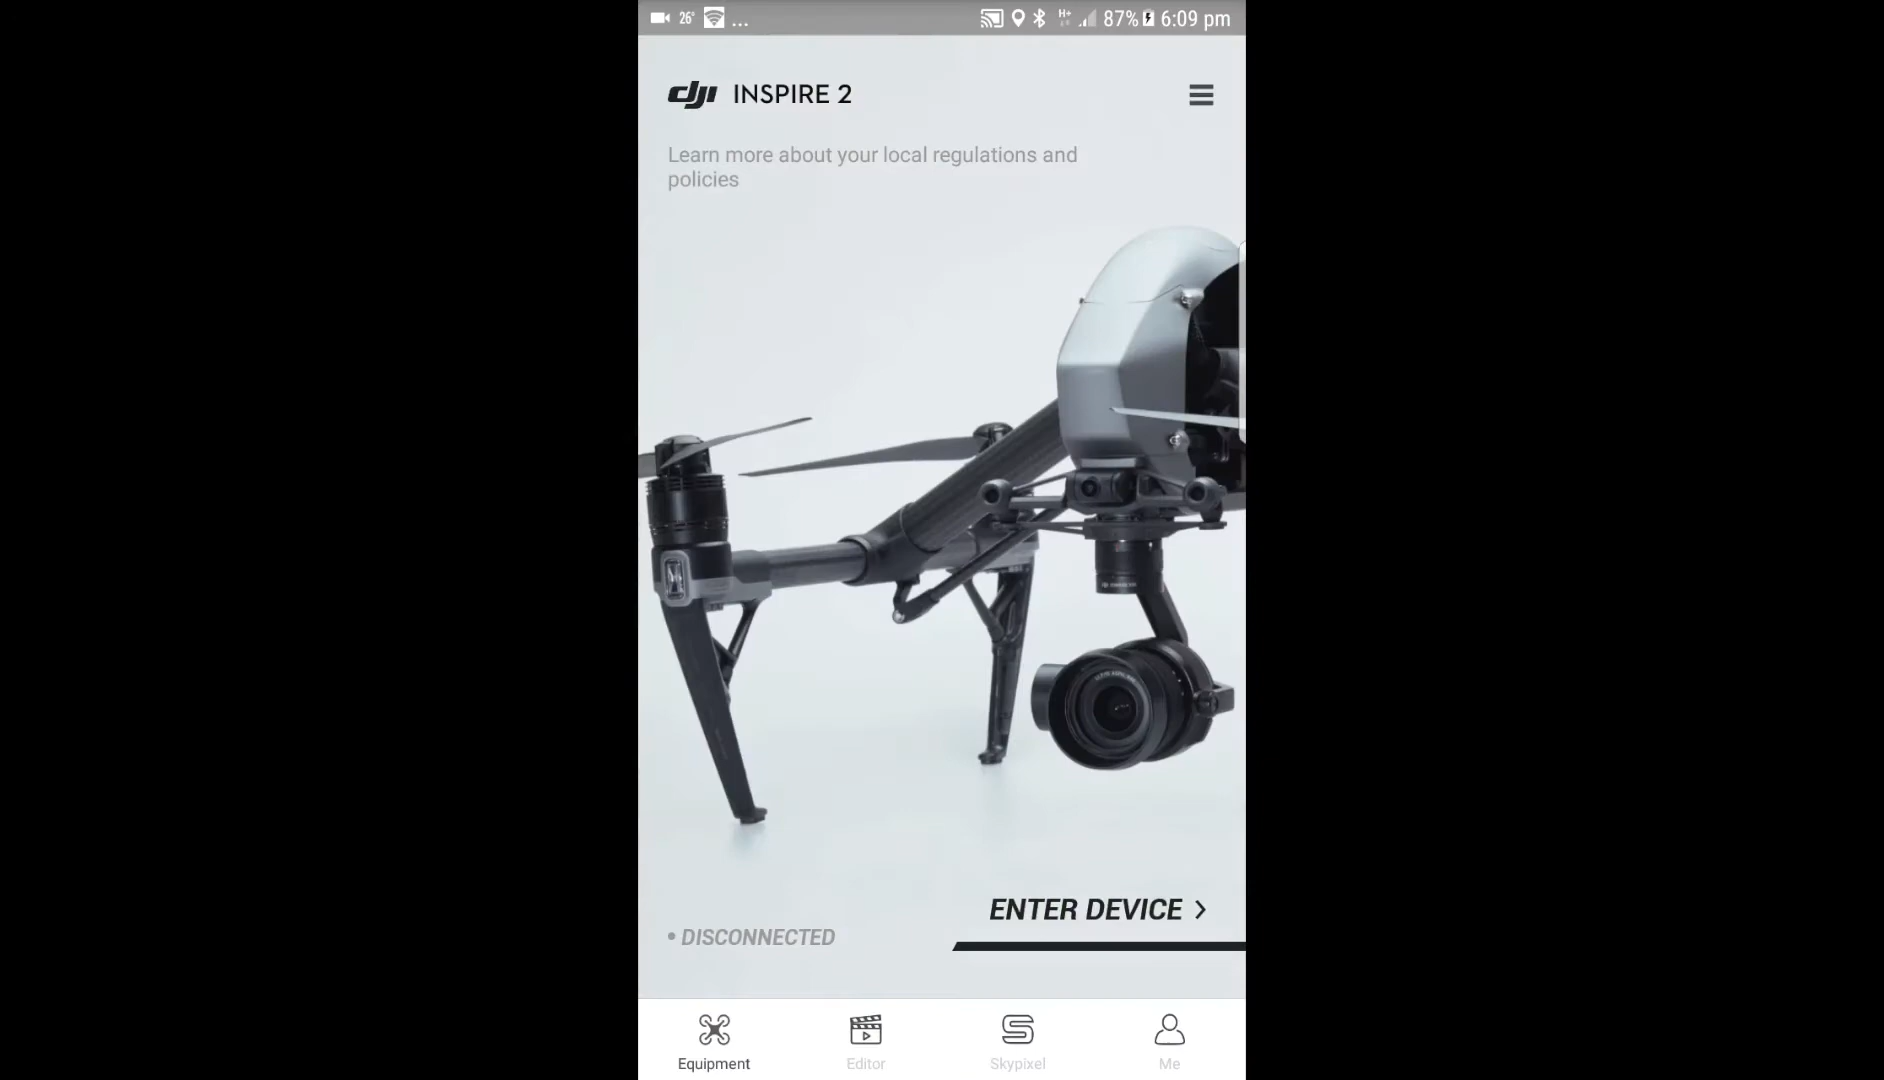 26° ... H+ 87% 6:09 pm
dji INSPIRE 2
Learn more about your local regulations and
policies
ENTER DEVICE >
• DISCONNECTED
Equipment Editor Skypixel Me